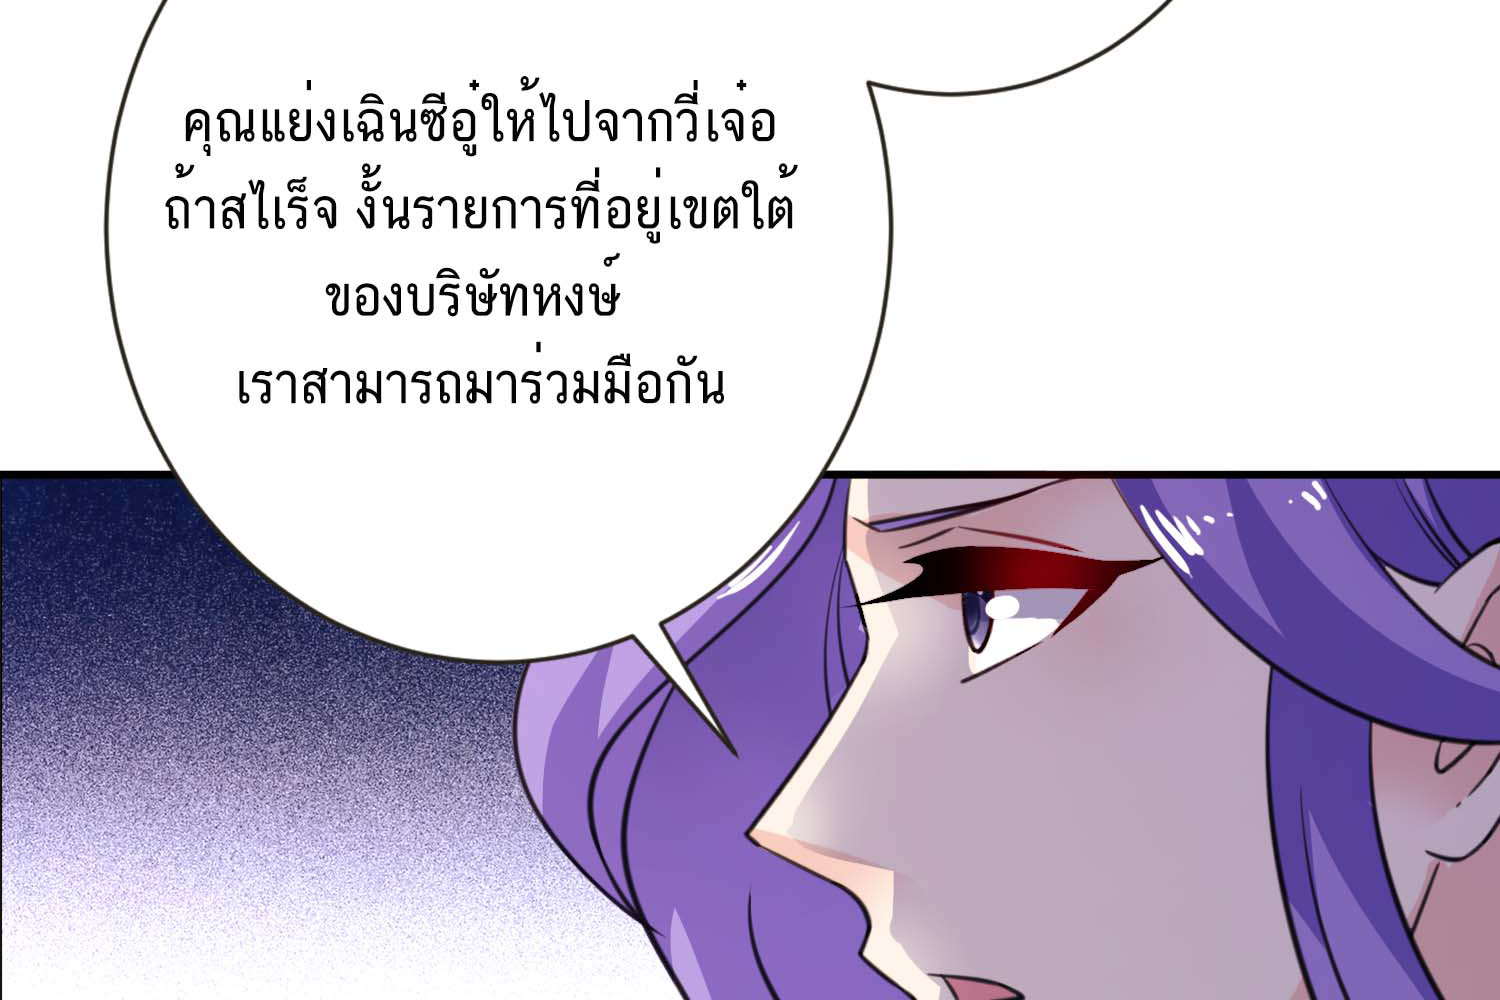 คุณแย่งเฉินซีอู๋ให้ไปจากวี่เจ๋อ
ถ้าสไเร็จ งั้นรายการที่อยู่เขตใต้
ของบริษัทหงษ์
เราสามารถมาร่วมมือกัน